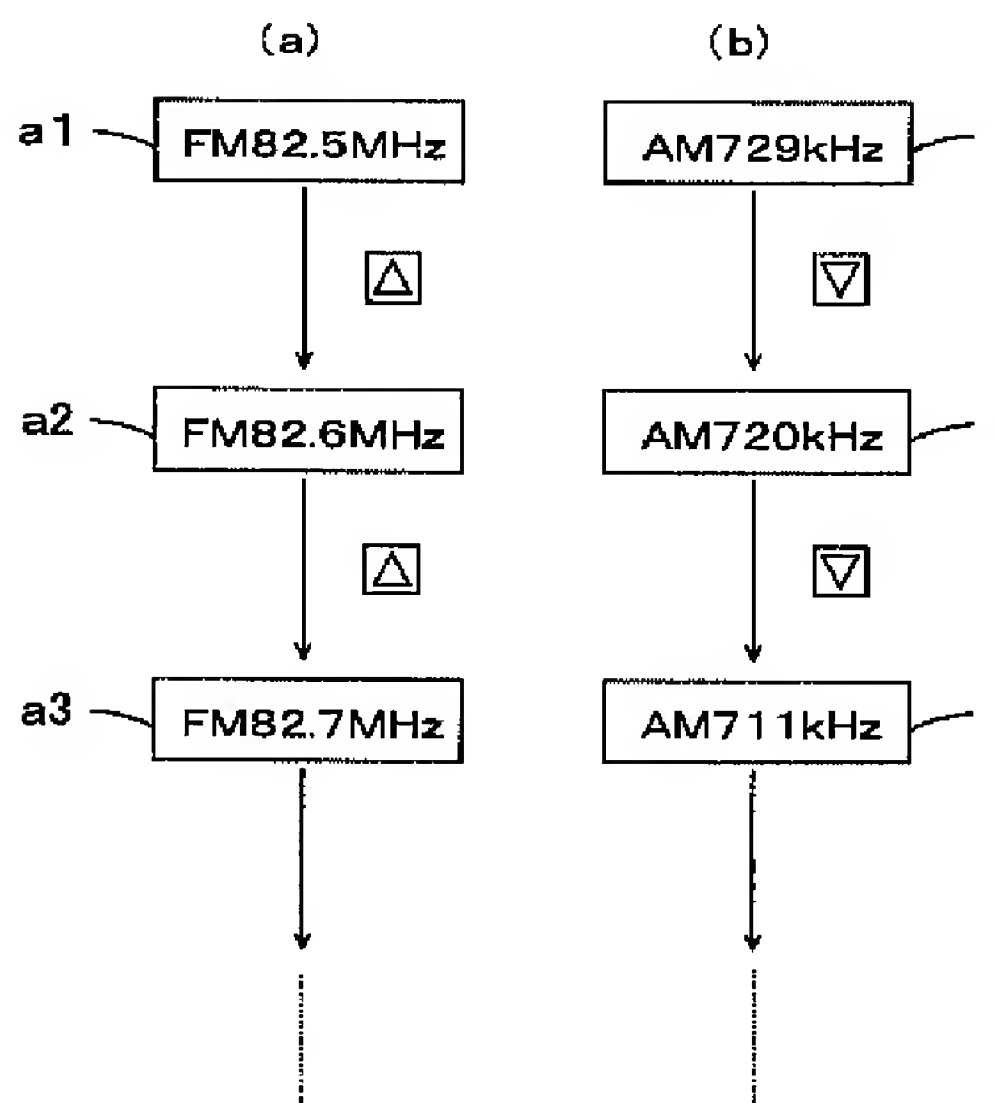 (a) (b)
a1 FM82.5MHz AM729kHz
△ ▽
a2 FM82.6MHz AM720kHz
△ ▽
a3 FM82.7MHz AM711kHz